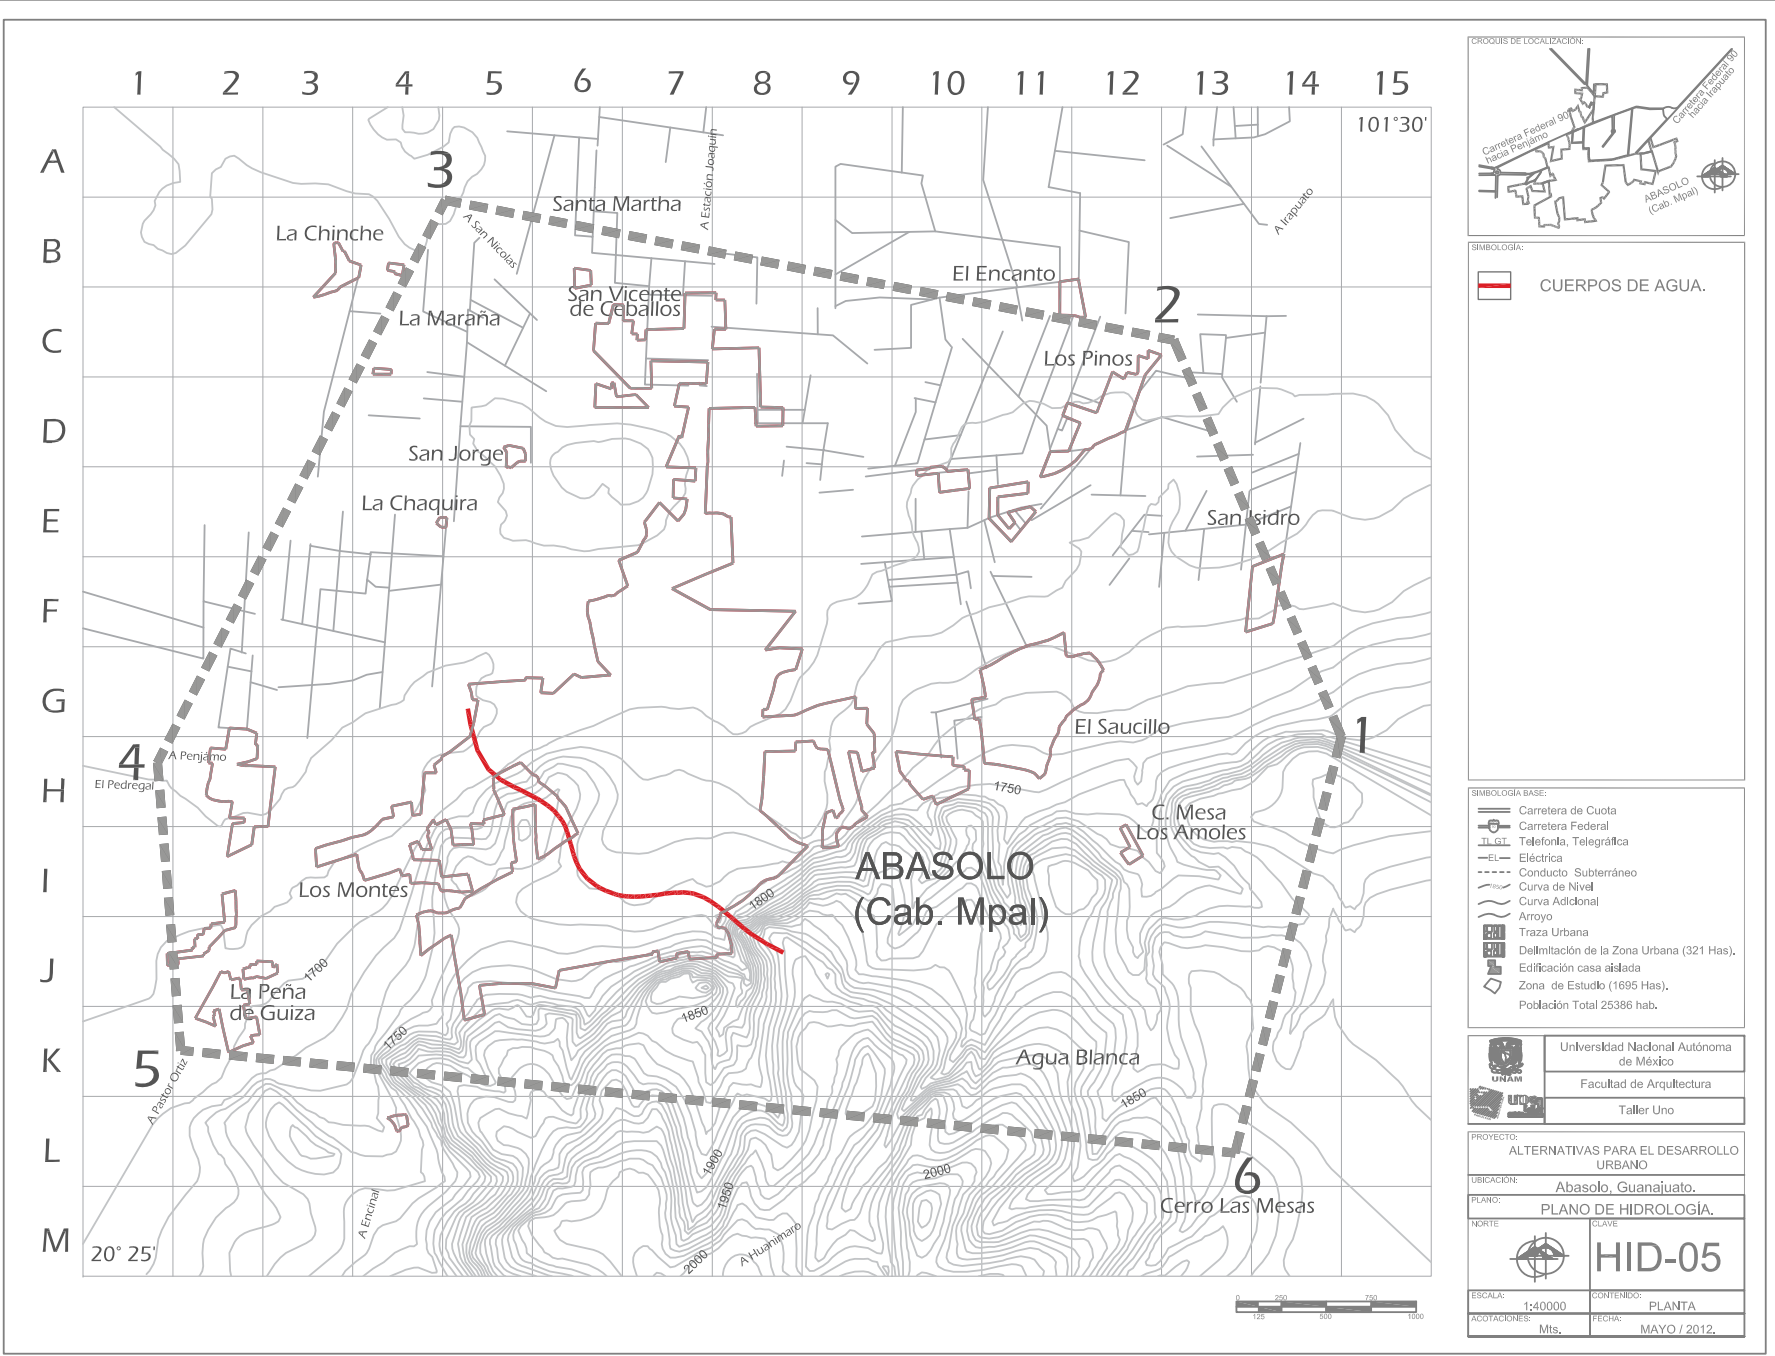 1 2 3 4 5 6 7 8 9 10 11 12 13 14 15
A
B
C
D
E
F
G
H
I
J
K
L
M
101°30'
20° 25'
3
2
1
4
5
6
A Estación Joaquín
Santa Martha
A San Nicolas
A Irapuato
La Chinche
El Encanto
San Vicente
de Ceballos
La Maraña
Los Pinos
San Jorge
La Chaquira
San Isidro
El Saucillo
A Penjámo
El Pedregal
1750
C. Mesa
Los Amoles
ABASOLO
(Cab. Mpal)
Los Montes
1800
1700
La Peña
de Guiza
1850
1750
Agua Blanca
A Pastor Ortiz
1850
1900
1950
2000
Cerro Las Mesas
A Encinal
2000
A Huanimaro
0 250 750
125 500 1000
CROQUIS DE LOCALIZACIÓN:
Carretera Federal 90
hacia Irapuato
Carretera Federal 90
hacia Penjámo
ABASOLO
(Cab. Mpal)
SIMBOLOGÍA:
CUERPOS DE AGUA.
SIMBOLOGÍA BASE:
Carretera de Cuota
Carretera Federal
TL GT Telefonía, Telegráfica
EL Eléctrica
Conducto Subterráneo
Curva de Nivel
Curva Adicional
Arroyo
Traza Urbana
Delimitación de la Zona Urbana (321 Has).
Edificación casa aislada
Zona de Estudio (1695 Has).
Población Total 25386 hab.
UNAM
Universidad Nacional Autónoma
de México
Facultad de Arquitectura
Taller Uno
PROYECTO:
ALTERNATIVAS PARA EL DESARROLLO
URBANO
UBICACIÓN:
Abasolo, Guanajuato.
PLANO:
PLANO DE HIDROLOGÍA.
NORTE
CLAVE
HID-05
ESCALA:
1:40000
CONTENIDO:
PLANTA
ACOTACIONES:
Mts.
FECHA:
MAYO / 2012.